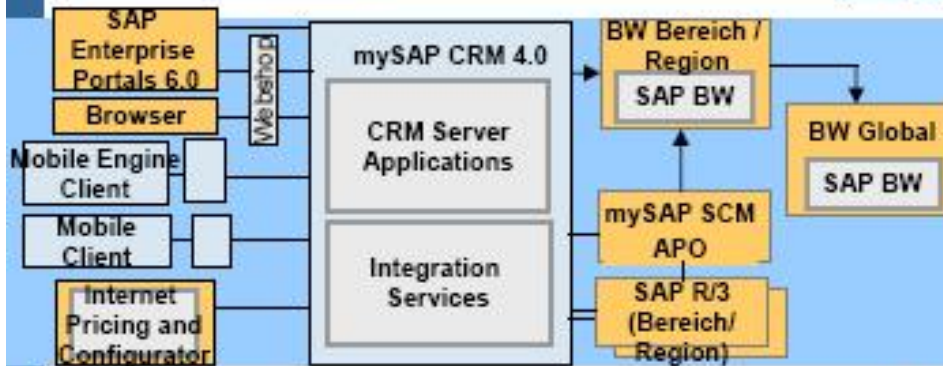 SAP
Enterprise
Portals 6.0
Browser
Webshop
Mobile Engine
Client
Mobile
Client
Internet
Pricing and
Configurator
mySAP CRM 4.0
CRM Server
Applications
Integration
Services
BW Bereich /
Region
SAP BW
BW Global
SAP BW
mySAP SCM
APO
SAP R/3
(Bereich/
Region)